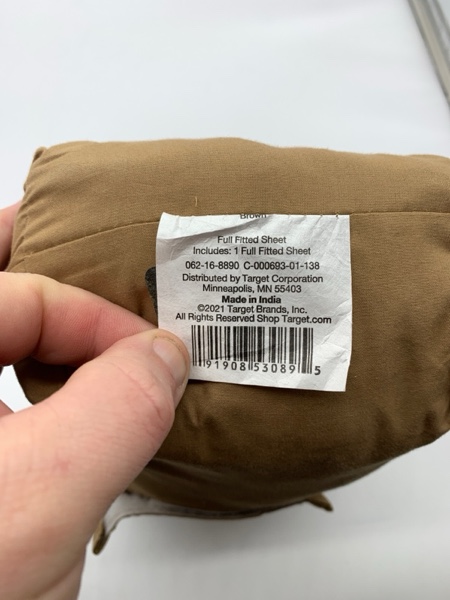 Brown
Full Fitted Sheet
Includes: 1 Full Fitted Sheet
062-16-8890 C-000693-01-138
Distributed by Target Corporation
Minneapolis, MN 55403
Made in India
©2021 Target Brands, Inc.
All Rights Reserved Shop Target.com
91908 53089 5